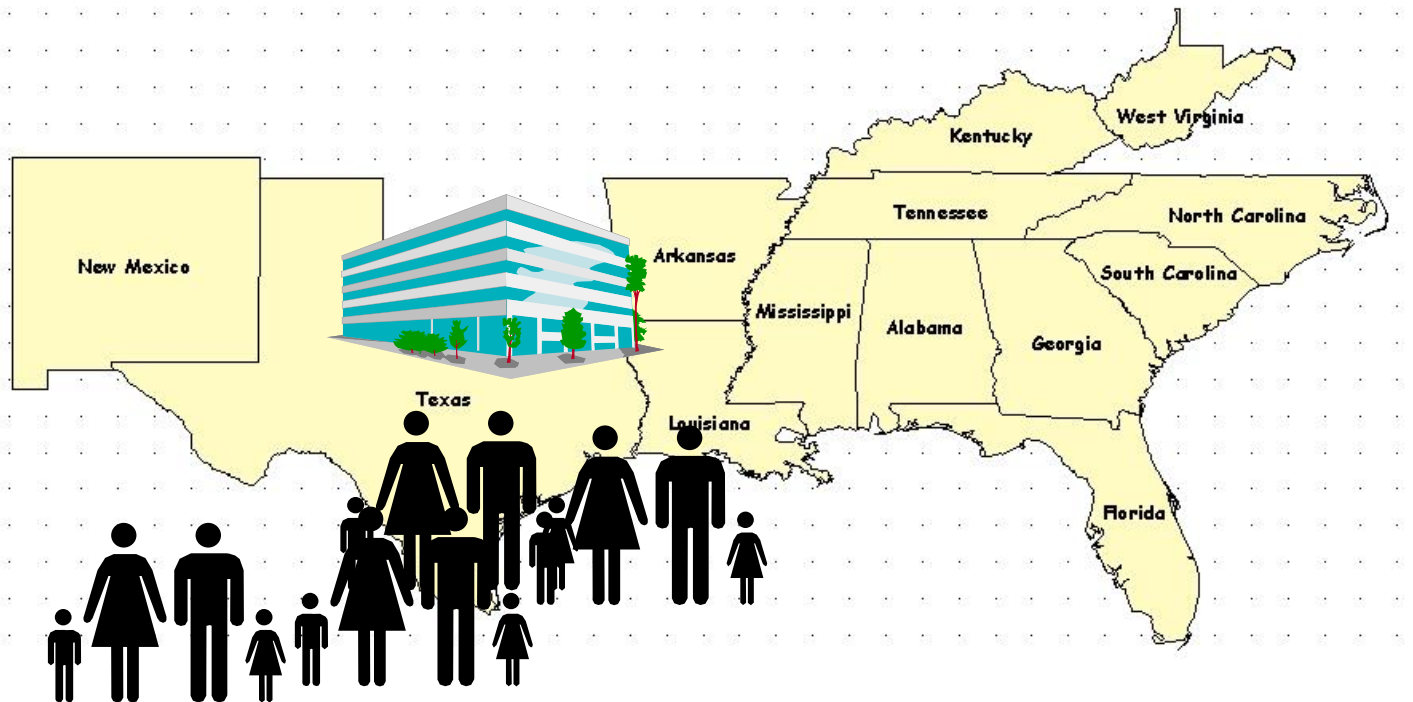 West Virginia
Kentucky
Tennessee
North Carolina
New Mexico
Arkansas
South Carolina
Mississippi
Alabama
Georgia
Texas
Louisiana
Florida